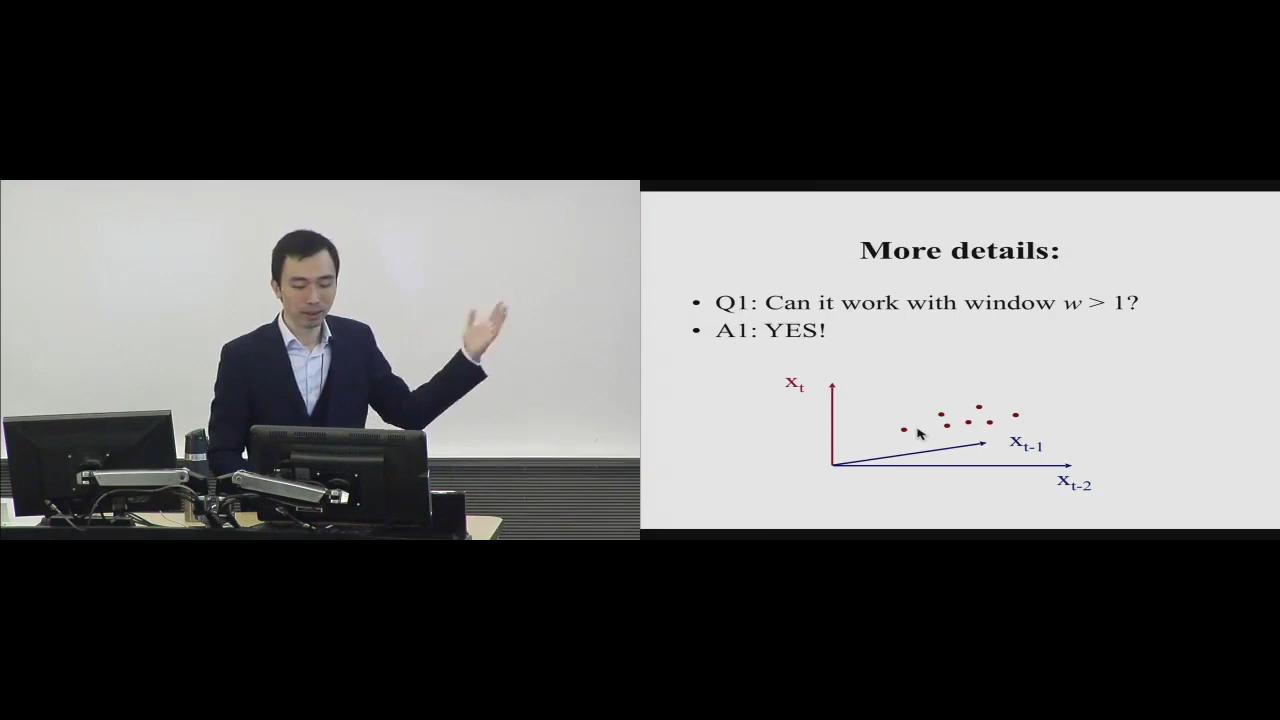 More details:
• Q1: Can it work with window w > 1?
• A1: YES!
xt
xt-1
xt-2